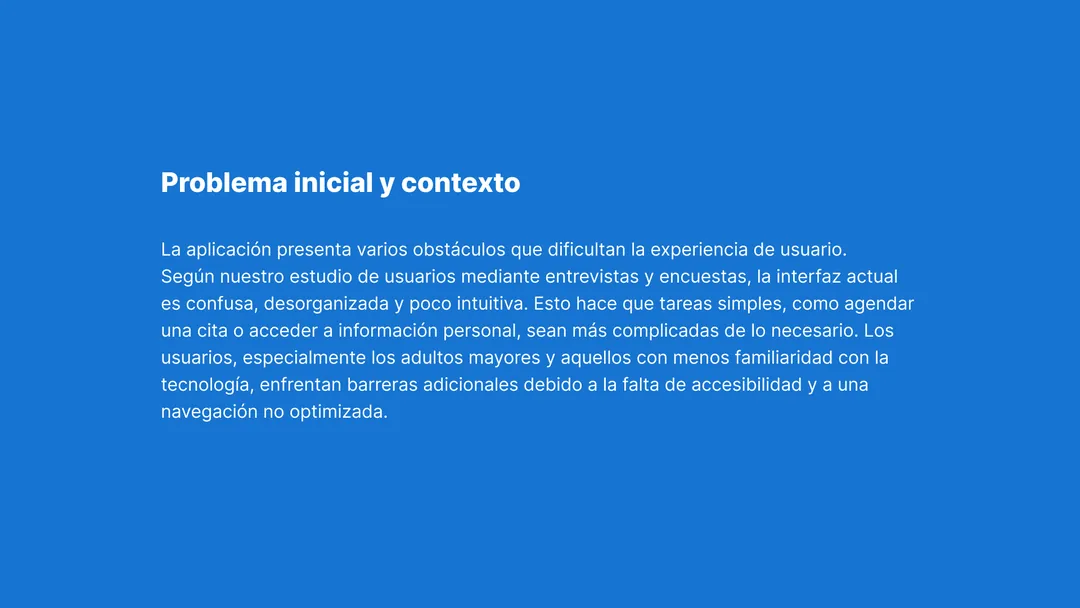 Problema inicial y contexto
La aplicación presenta varios obstáculos que dificultan la experiencia de usuario.
Según nuestro estudio de usuarios mediante entrevistas y encuestas, la interfaz actual
es confusa, desorganizada y poco intuitiva. Esto hace que tareas simples, como agendar
una cita o acceder a información personal, sean más complicadas de lo necesario. Los
usuarios, especialmente los adultos mayores y aquellos con menos familiaridad con la
tecnología, enfrentan barreras adicionales debido a la falta de accesibilidad y a una
navegación no optimizada.